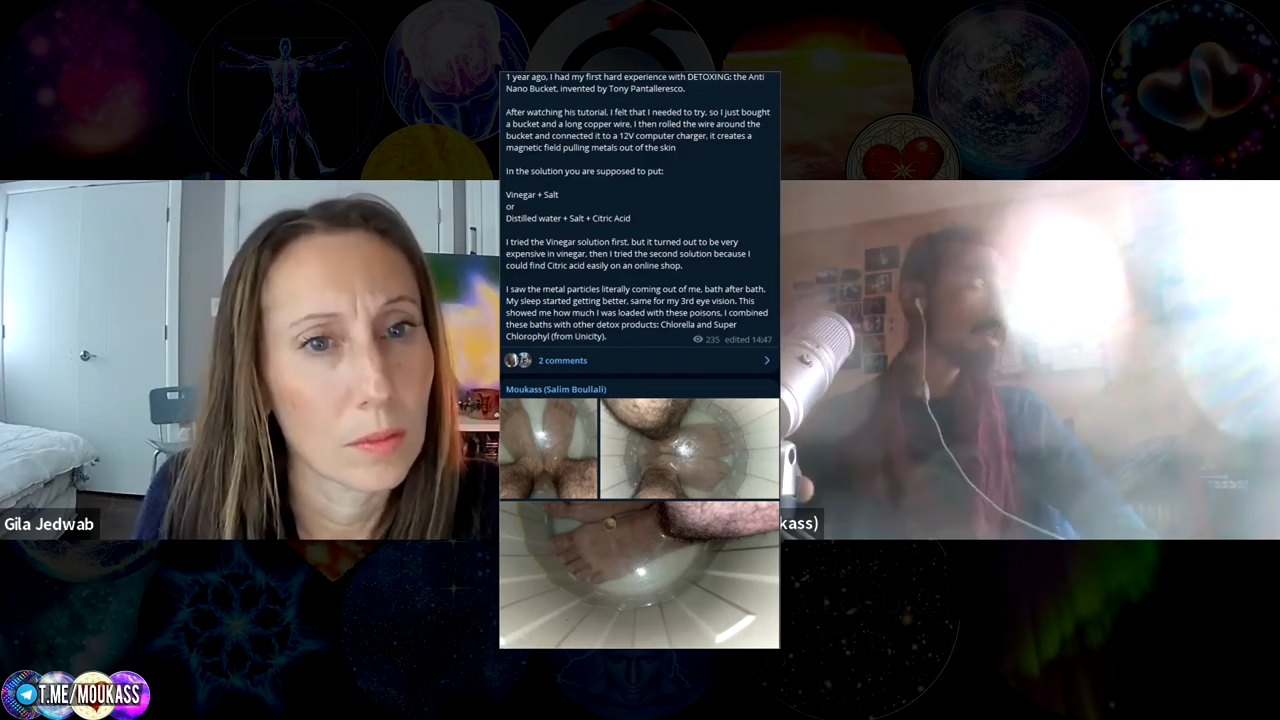 1 year ago, I had my first hard experience with DETOXING: the Anti
Nano Bucket, invented by Tony Pantalleresco.
After watching his tutorial, I felt that I needed to try, so I just bought
a bucket and a long copper wire, I then rolled the wire around the
bucket and connected it to a 12V computer charger, it creates a
magnetic field pulling metals out of the skin
In the solution you are supposed to put:
Vinegar + Salt
or
Distilled water + Salt + Citric Acid
I tried the Vinegar solution first, but it turned out to be very
expensive in vinegar, then I tried the second solution because I
could find Citric acid easily on an online shop.
I saw the metal particles literally coming out of me, bath after bath.
My sleep started getting better, same for my 3rd eye vision. This
showed me how much I was loaded with these poisons, I combined
these baths with other detox products: Chlorella and Super
Chlorophyl (from Unicity).
235 edited 14:47
2 comments
Moukass (Salim Boullali)
Gila Jedwab
kass)
T.ME/MOUKASS